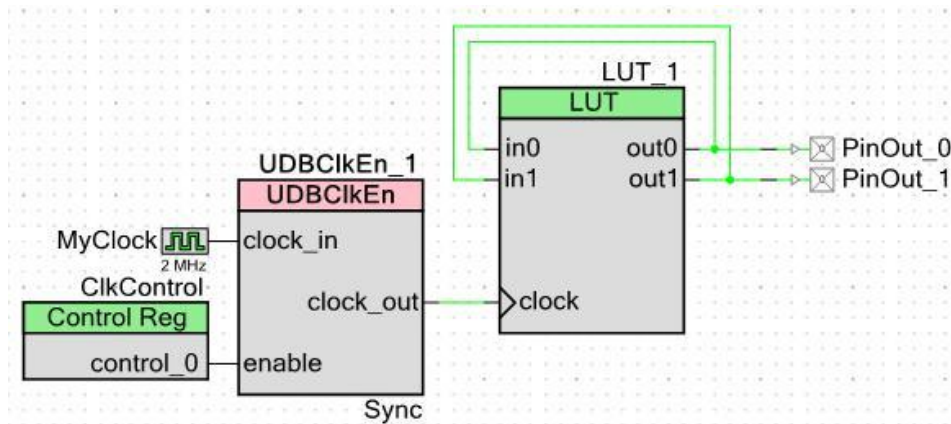 LUT_1
LUT
in0 out0 PinOut_0
in1 out1 PinOut_1
UDBClkEn_1
UDBClkEn
MyClock clock_in
2 MHz
ClkControl
Control Reg
clock_out clock
control_0 enable
Sync